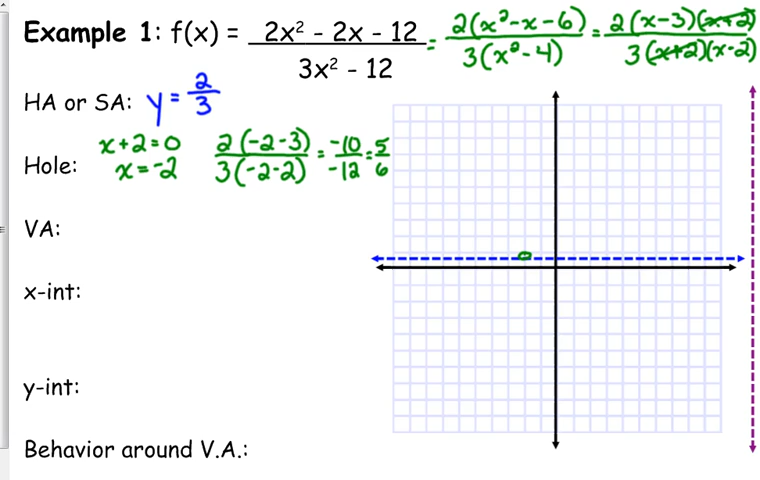 Example 1: f(x) = 2x² - 2x - 12 / 3x² - 12 = 2(x²-x-6) / 3(x²-4) = 2(x-3)(x+2) / 3(x+2)(x-2)
HA or SA: y = 2/3
Hole: x+2=0 2(-2-3) / 3(-2-2) = -10/-12 = 5/6
x=-2
VA:
x-int:
y-int:
Behavior around V.A.: